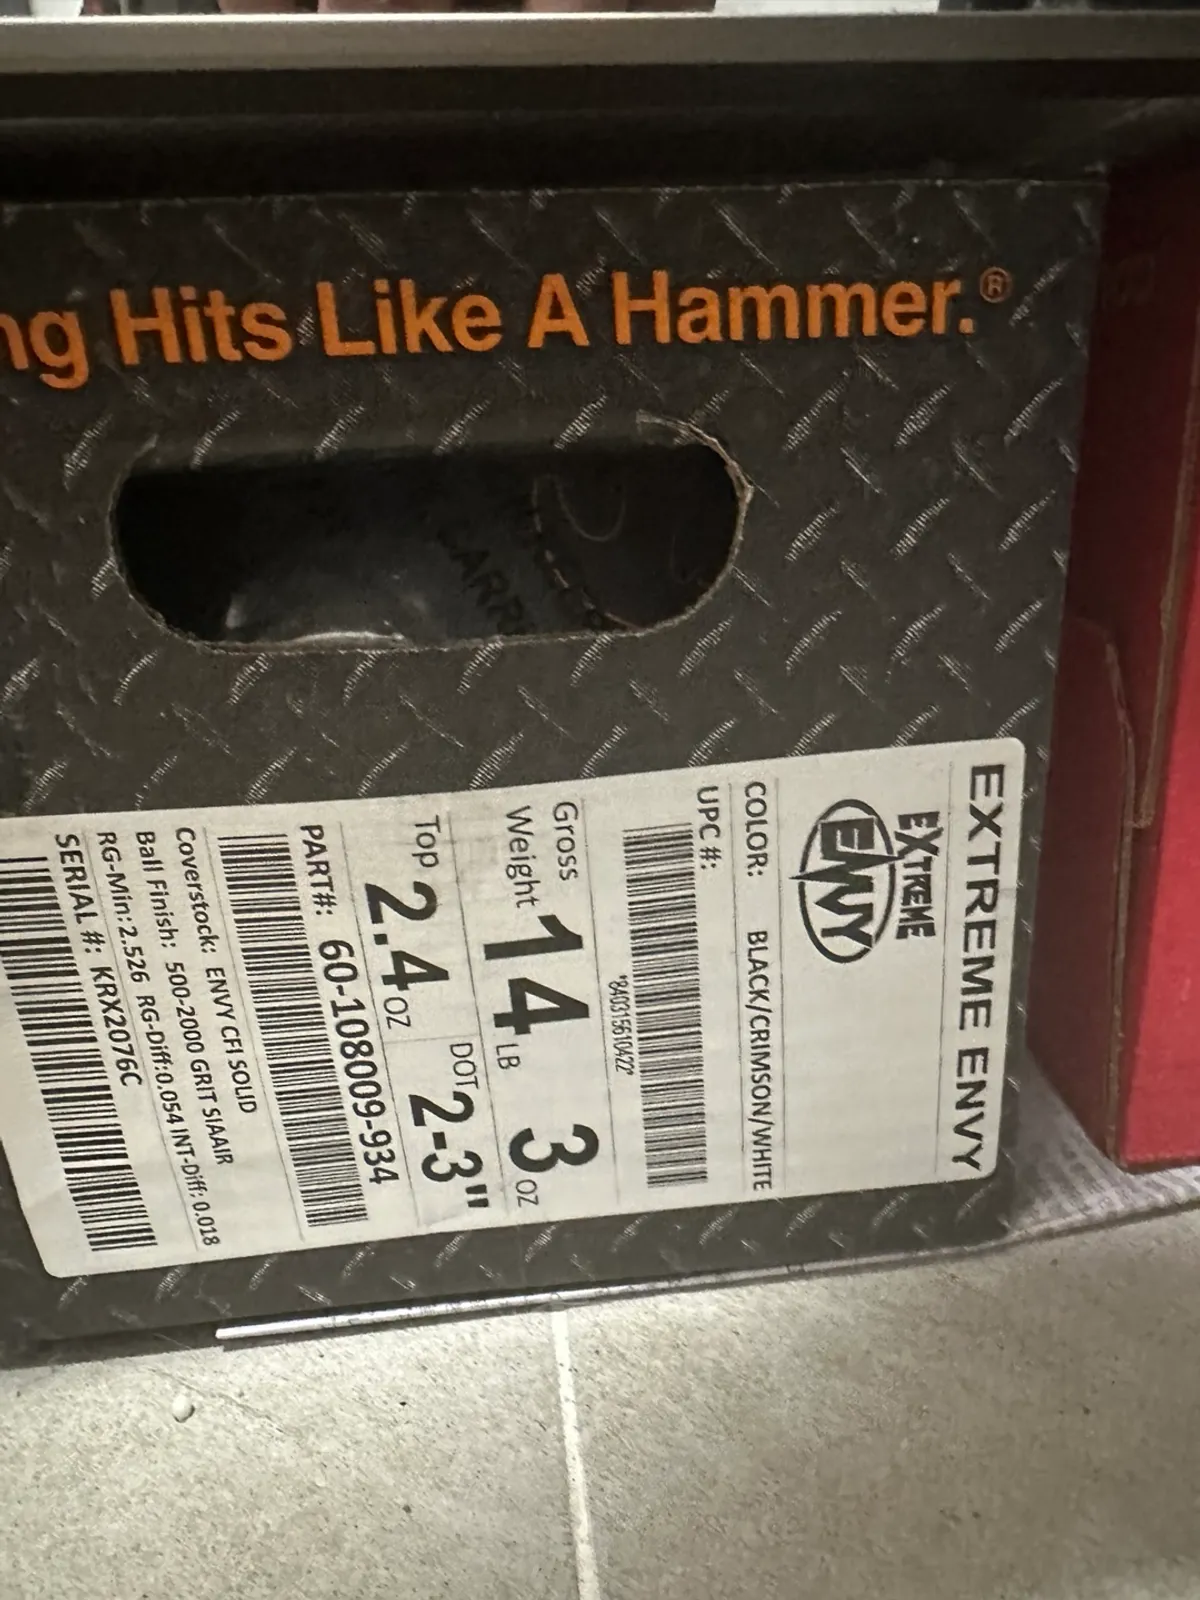 ng Hits Like A Hammer.®
EXTREME ENVY
EXTREME
ENVY
COLOR: BLACK/CRIMSON/WHITE
UPC #:
*840315610422*
Gross Weight 14 LB 3 OZ
Top 2.4 OZ DOT 2-3"
PART#: 60-108009-934
Coverstock: ENVY CFI SOLID
Ball Finish: 500-2000 GRIT SIAAIR
RG-Min:2.526 RG-Diff:0.054 INT-Diff: 0.018
SERIAL #: KRX2076C